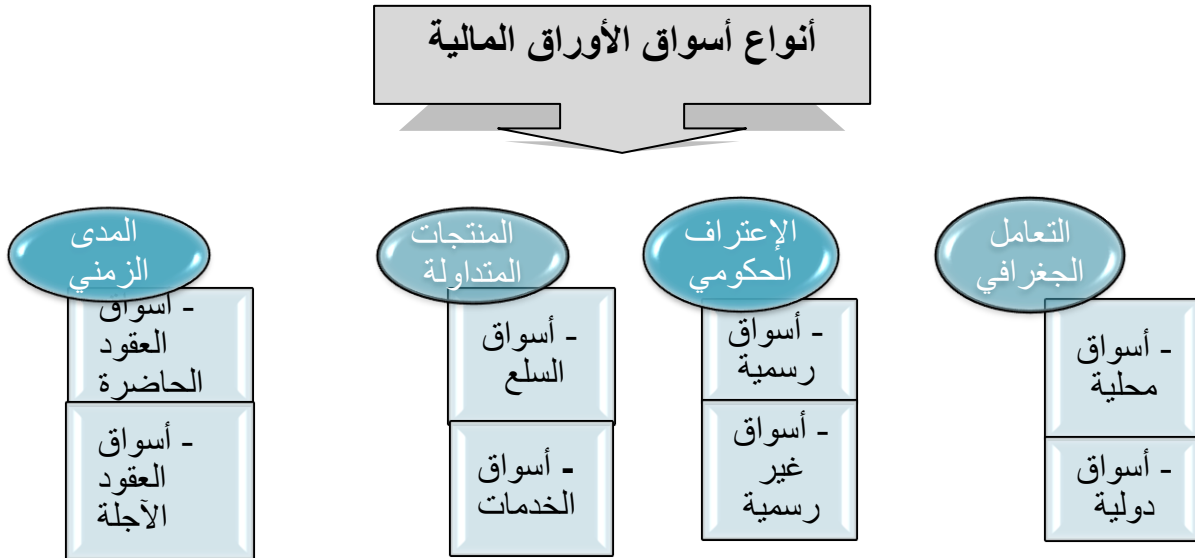 أنواع أسواق الأوراق المالية
التعامل
الجغرافي
- أسواق
محلية
- أسواق
دولية
الإعتراف
الحكومي
- أسواق
رسمية
- أسواق
غير
رسمية
المنتجات
المتداولة
- أسواق
السلع
- أسواق
الخدمات
المدى
الزمني
- أسواق
العقود
الحاضرة
- أسواق
العقود
الآجلة